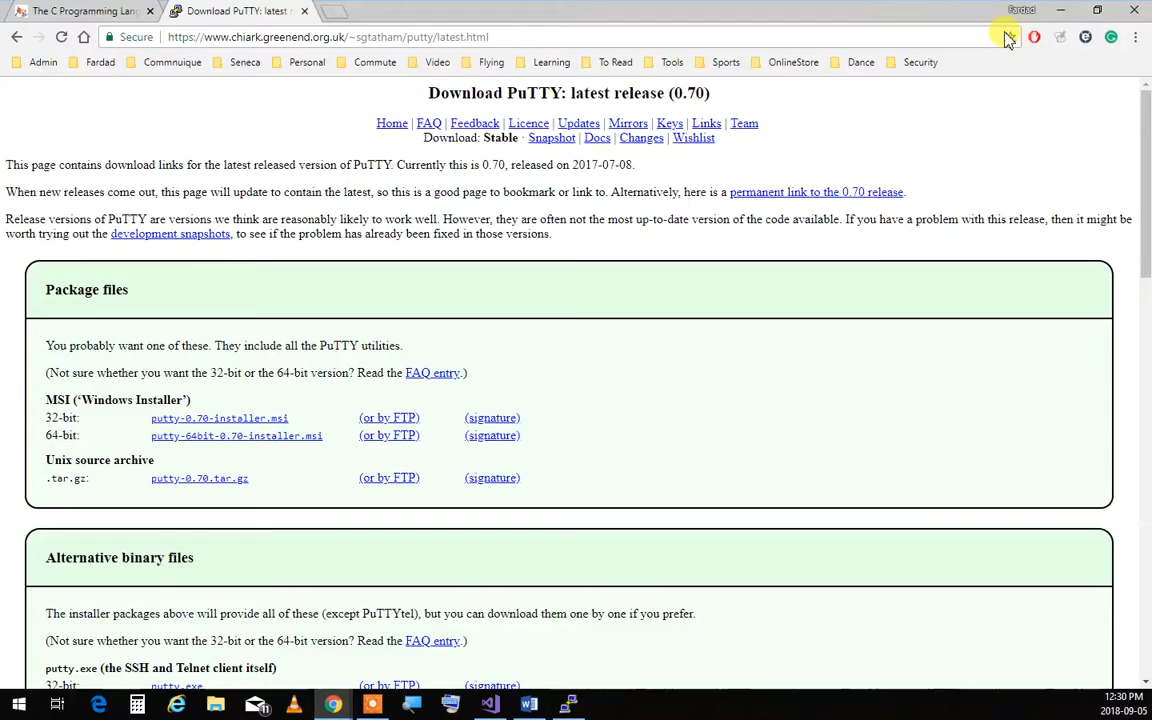 The C Programming Lang
Download PuTTY: latest r
Fardad
Secure
https://www.chiark.greenend.org.uk/~sgtatham/putty/latest.html
Admin
Fardad
Commnuique
Seneca
Personal
Commute
Video
Flying
Learning
To Read
Tools
Sports
OnlineStore
Dance
Security
Download PuTTY: latest release (0.70)
Home | FAQ | Feedback | Licence | Updates | Mirrors | Keys | Links | Team
Download: Stable · Snapshot | Docs | Changes | Wishlist
This page contains download links for the latest released version of PuTTY. Currently this is 0.70, released on 2017-07-08.
When new releases come out, this page will update to contain the latest, so this is a good page to bookmark or link to. Alternatively, here is a permanent link to the 0.70 release.
Release versions of PuTTY are versions we think are reasonably likely to work well. However, they are often not the most up-to-date version of the code available. If you have a problem with this release, then it might be
worth trying out the development snapshots, to see if the problem has already been fixed in those versions.
Package files
You probably want one of these. They include all the PuTTY utilities.
(Not sure whether you want the 32-bit or the 64-bit version? Read the FAQ entry.)
MSI (‘Windows Installer’)
32-bit: putty-0.70-installer.msi (or by FTP) (signature)
64-bit: putty-64bit-0.70-installer.msi (or by FTP) (signature)
Unix source archive
.tar.gz: putty-0.70.tar.gz (or by FTP) (signature)
Alternative binary files
The installer packages above will provide all of these (except PuTTYtel), but you can download them one by one if you prefer.
(Not sure whether you want the 32-bit or the 64-bit version? Read the FAQ entry.)
putty.exe (the SSH and Telnet client itself)
32-bit: putty.exe (or by FTP) (signature)
11
12:30 PM
2018-09-05